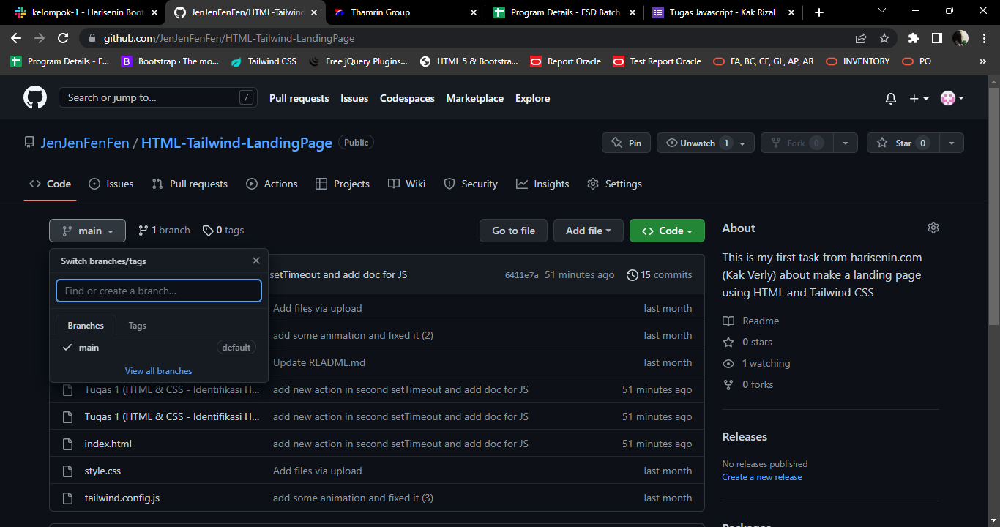 kelompok-1 - Harisenin Boot
JenJenFenFen/HTML-Tailwind
Thamrin Group
Program Details - FSD Batch
Tugas Javascript - Kak Rizal
github.com/JenJenFenFen/HTML-Tailwind-LandingPage
Program Details - F...
Bootstrap · The mo...
Tailwind CSS
Free jQuery Plugins...
HTML 5 & Bootstra...
Report Oracle
Test Report Oracle
FA, BC, CE, GL, AP, AR
INVENTORY
PO
»
Search or jump to...
/
Pull requests
Issues
Codespaces
Marketplace
Explore
JenJenFenFen / HTML-Tailwind-LandingPage
Public
Pin
Unwatch 1
Fork 0
Star 0
Code
Issues
Pull requests
Actions
Projects
Wiki
Security
Insights
Settings
main
1 branch
0 tags
Go to file
Add file
Code
Switch branches/tags
Find or create a branch...
Branches
Tags
main
default
View all branches
setTimeout and add doc for JS
6411e7a 51 minutes ago
15 commits
Add files via upload
last month
add some animation and fixed it (2)
last month
Update README.md
last month
Tugas 1 (HTML & CSS - Identifikasi H...
add new action in second setTimeout and add doc for JS
51 minutes ago
Tugas 1 (HTML & CSS - Identifikasi H...
add new action in second setTimeout and add doc for JS
51 minutes ago
index.html
add new action in second setTimeout and add doc for JS
51 minutes ago
style.css
Add files via upload
last month
tailwind.config.js
add some animation and fixed it (3)
last month
About
This is my first task from harisenin.com
(Kak Verly) about make a landing page
using HTML and Tailwind CSS
Readme
0 stars
1 watching
0 forks
Releases
No releases published
Create a new release
Packages